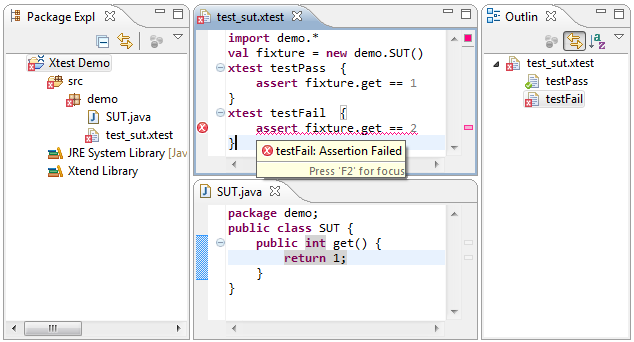 Package Expl
Xtest Demo
src
demo
SUT.java
test_sut.xtest
JRE System Library [Jav
Xtend Library
test_sut.xtest
import demo.*
val fixture = new demo.SUT()
xtest testPass {
assert fixture.get == 1
}
xtest testFail {
assert fixture.get == 2
}
testFail: Assertion Failed
Press 'F2' for focus
SUT.java
package demo;
public class SUT {
public int get() {
return 1;
}
}
Outlin
test_sut.xtest
testPass
testFail